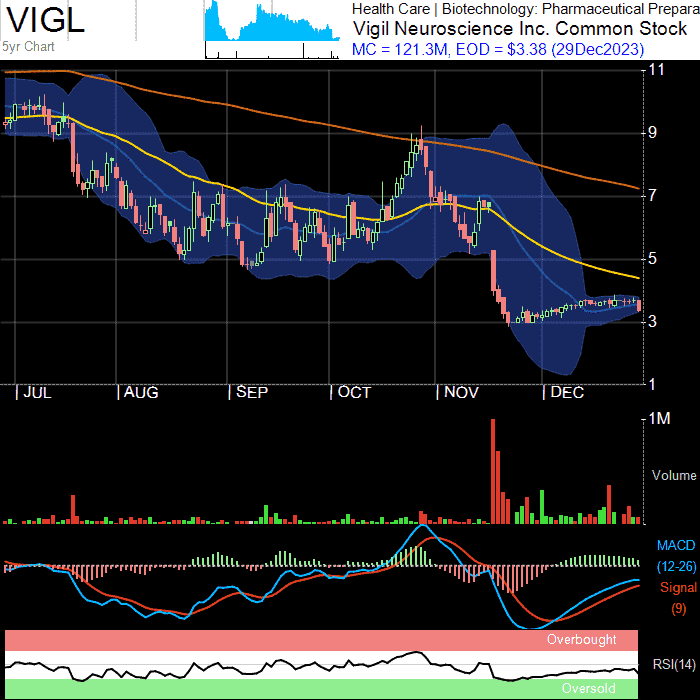 VIGL
5yr Chart
Health Care | Biotechnology: Pharmaceutical Prepara
Vigil Neuroscience Inc. Common Stock
MC = 121.3M, EOD = $3.38 (29Dec2023)
11
9
7
5
3
1
JUL
AUG
SEP
OCT
NOV
DEC
1M
Volume
MACD
(12-26)
Signal
(9)
Overbought
RSI(14)
Oversold